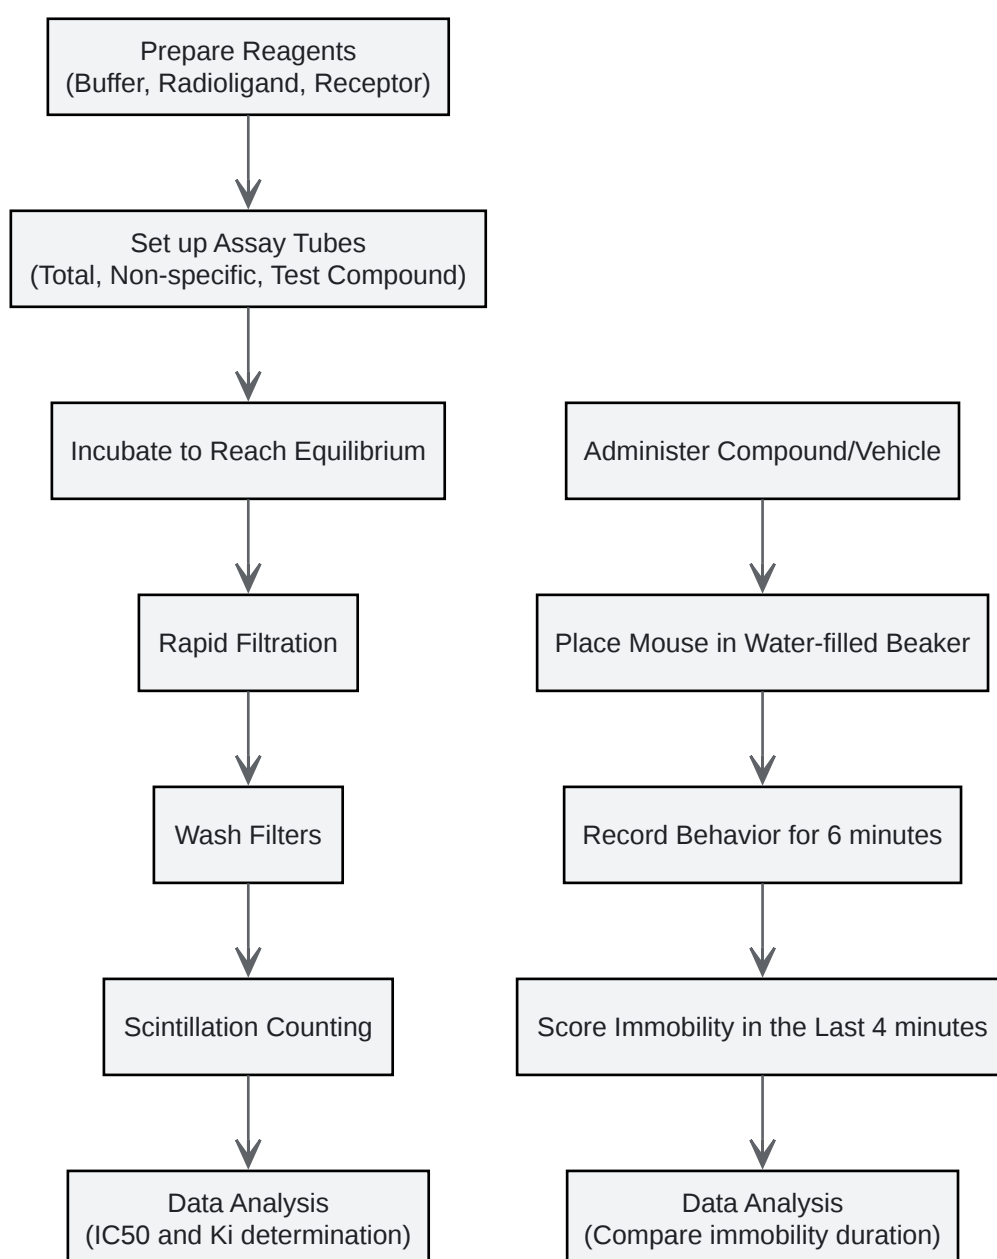 Prepare Reagents
(Buffer, Radioligand, Receptor)
Set up Assay Tubes
(Total, Non-specific, Test Compound)
Incubate to Reach Equilibrium
Rapid Filtration
Wash Filters
Scintillation Counting
Data Analysis
(IC50 and Ki determination)
Administer Compound/Vehicle
Place Mouse in Water-filled Beaker
Record Behavior for 6 minutes
Score Immobility in the Last 4 minutes
Data Analysis
(Compare immobility duration)